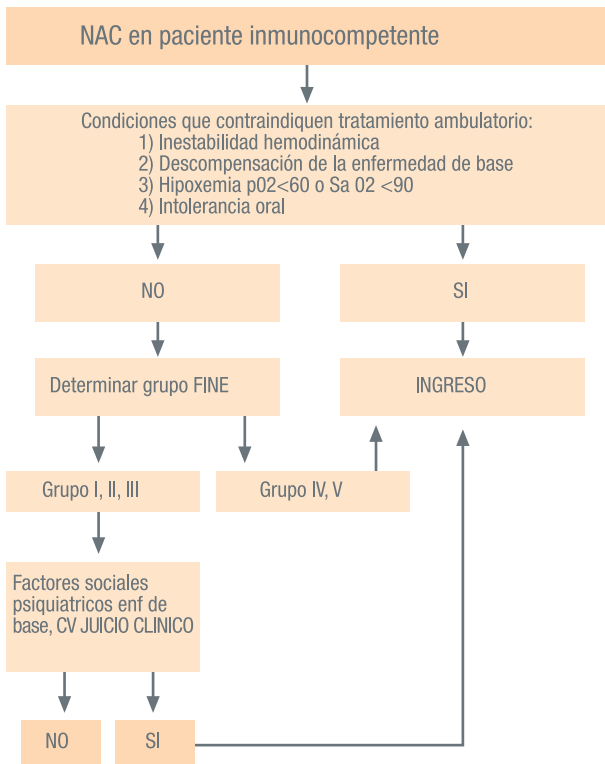 NAC en paciente inmunocompetente
Condiciones que contraindiquen tratamiento ambulatorio:
1) Inestabilidad hemodinámica
2) Descompensación de la enfermedad de base
3) Hipoxemia p02<60 o Sa 02 <90
4) Intolerancia oral
NO
SI
Determinar grupo FINE
INGRESO
Grupo I, II, III
Grupo IV, V
Factores sociales
psiquiatricos enf de
base, CV JUICIO CLINICO
NO
SI